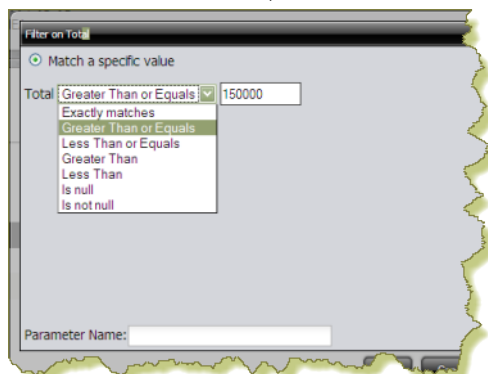 Filter on Total
Match a specific value
Total Greater Than or Equals 150000
Exactly matches
Greater Than or Equals
Less Than or Equals
Greater Than
Less Than
Is null
Is not null
Parameter Name: